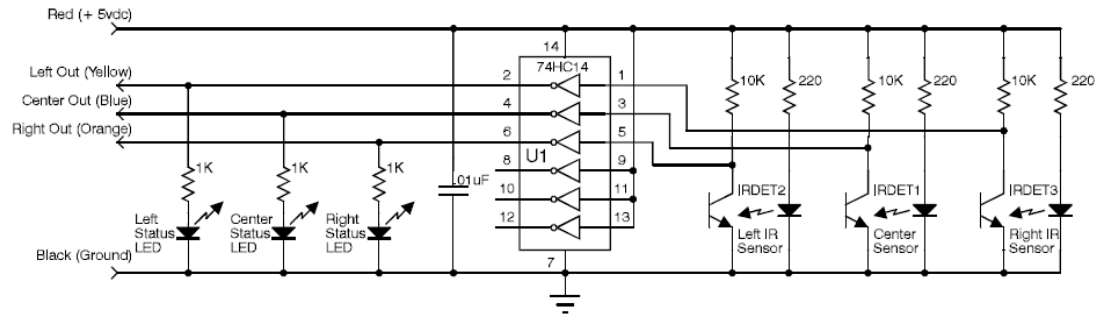 Red (+ 5vdc)
14
74HC14
Left Out (Yellow)
2
1
10K
220
10K
220
10K
220
Center Out (Blue)
4
3
Right Out (Orange)
6
5
U1
1K
1K
1K
8
9
.01uF
10
11
IRDET2
IRDET1
IRDET3
12
13
Left
Status
LED
Center
Status
LED
Right
Status
LED
Left IR
Sensor
Center
Sensor
Right IR
Sensor
Black (Ground)
7